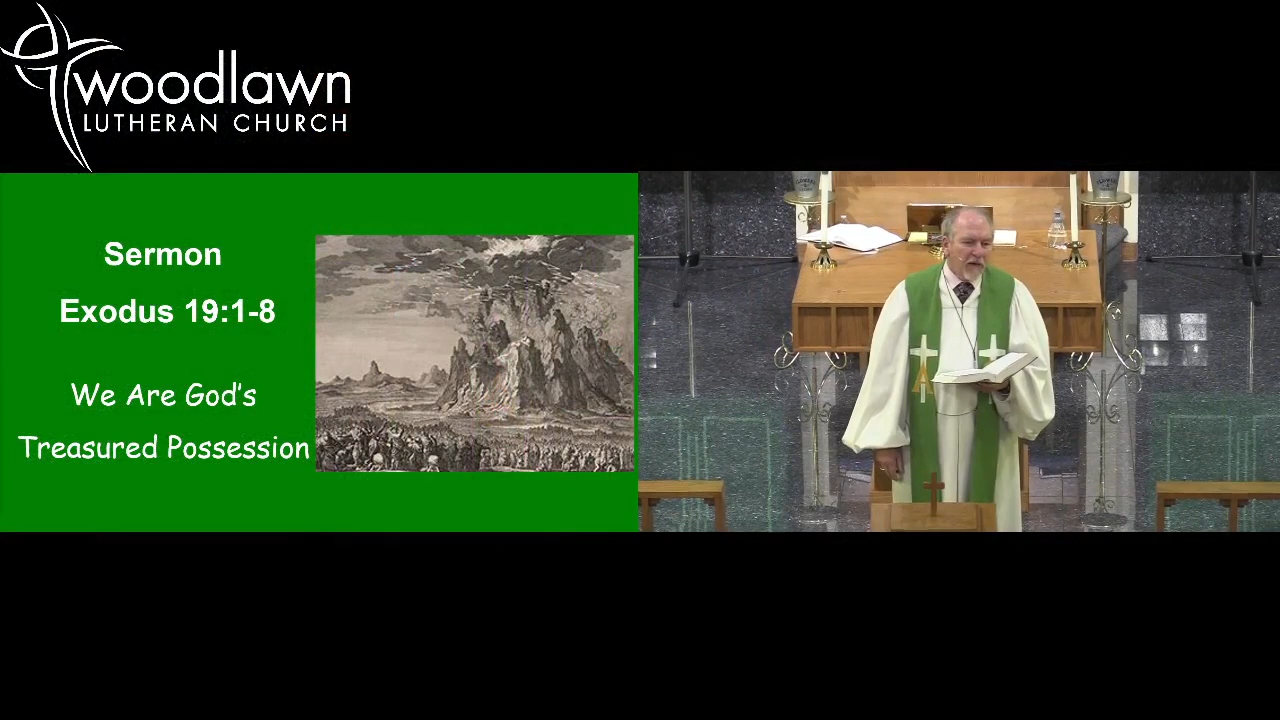 woodlawn
LUTHERAN CHURCH
Sermon
Exodus 19:1-8
We Are God's
Treasured Possession